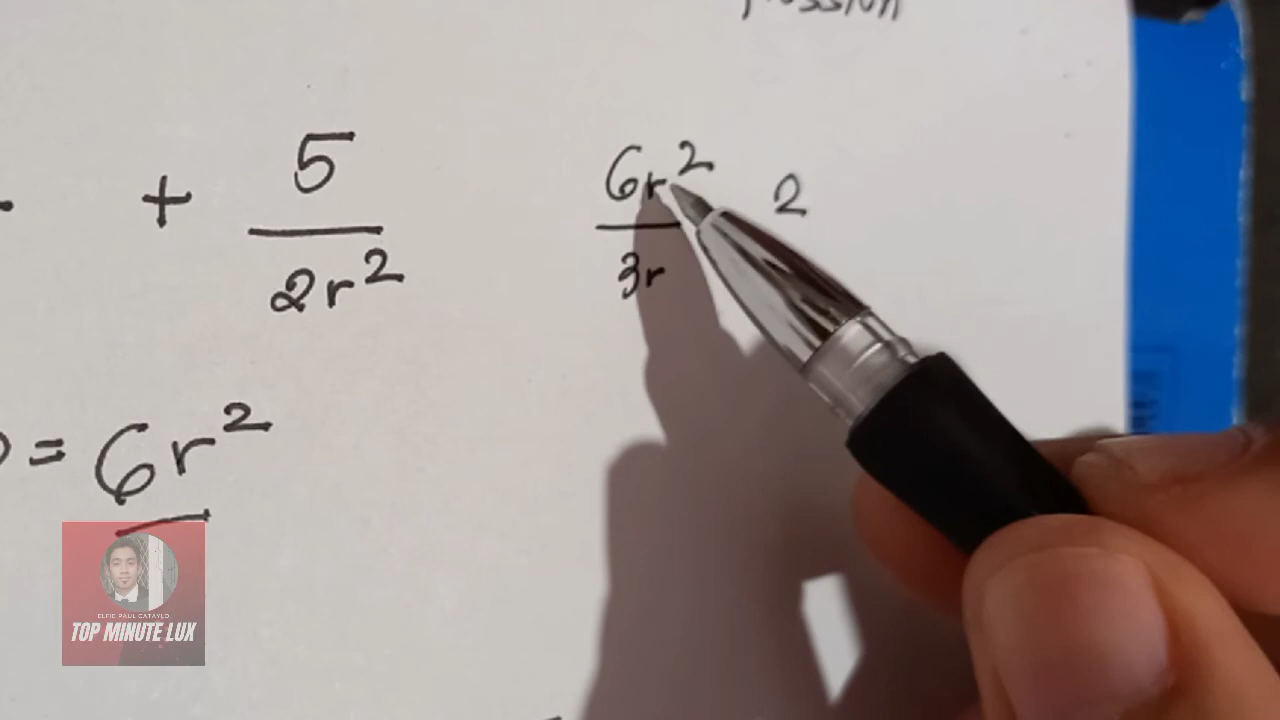 + 5/2r² 6r²/3r 2
= 6r²
ELFIE PAUL CATAYLO
TOP MINUTE LUX